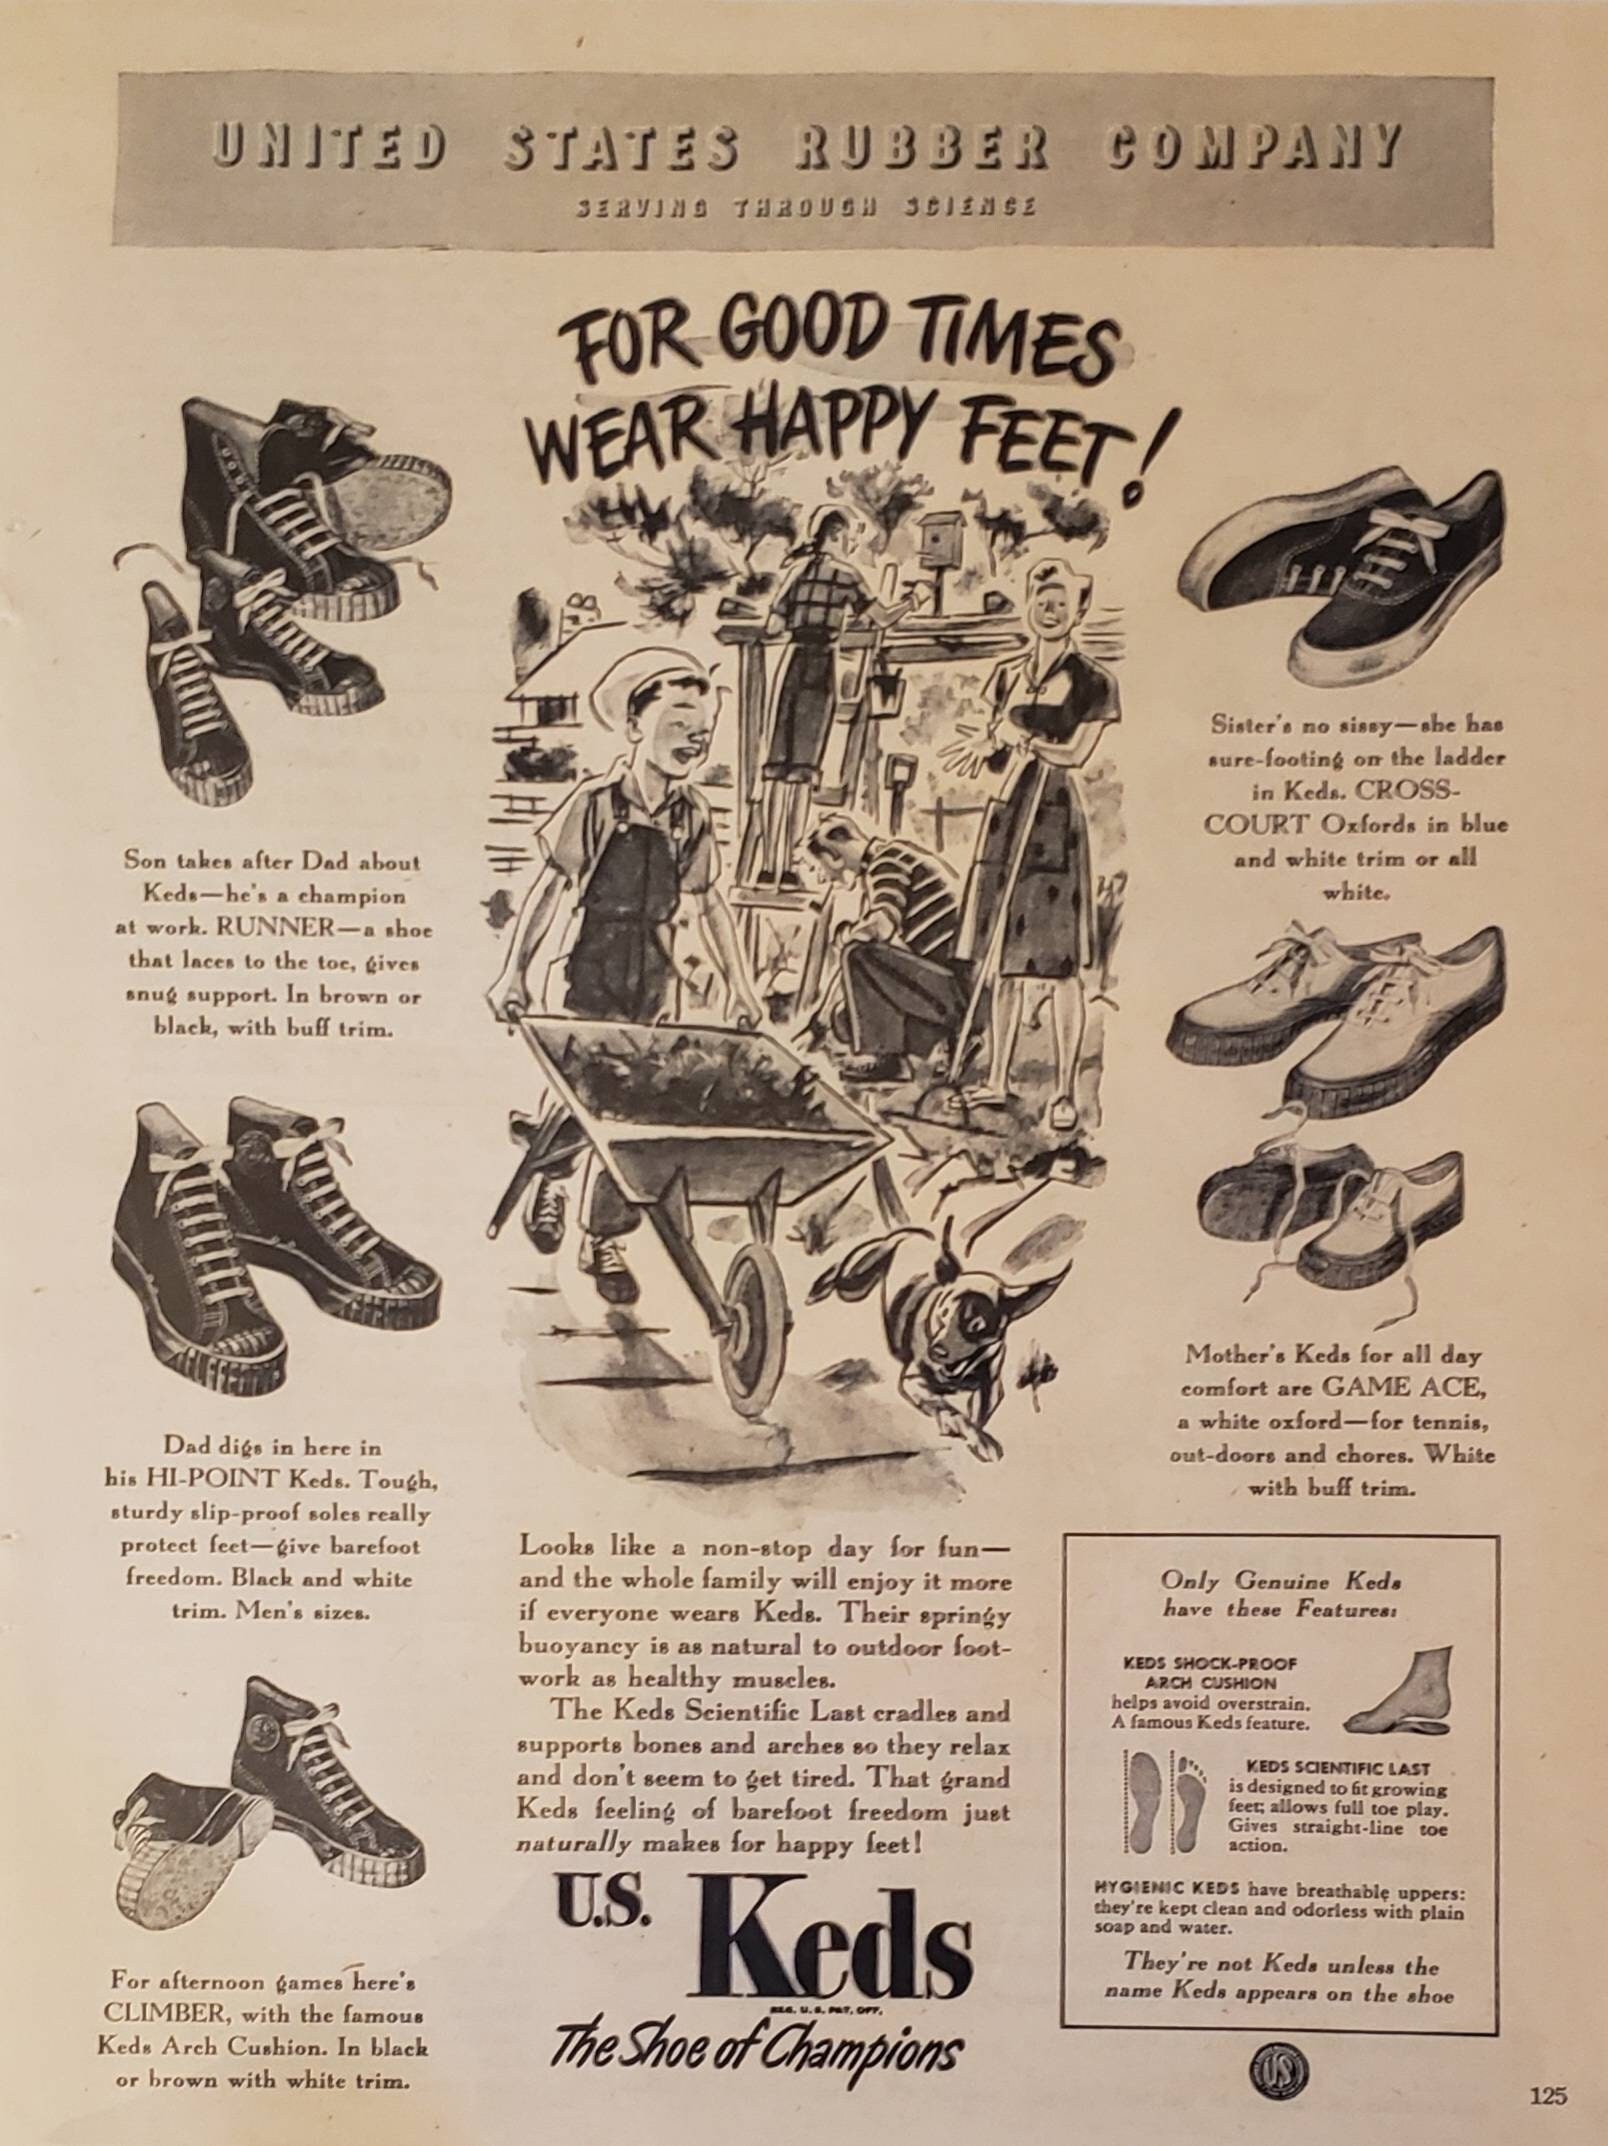 UNITED STATES RUBBER COMPANY
SERVING THROUGH SCIENCE
FOR GOOD TIMES
WEAR HAPPY FEET!
Son takes after Dad about
Keds—he's a champion
at work. RUNNER—a shoe
that laces to the toe, gives
snug support. In brown or
black, with buff trim.
Dad digs in here in
his HI-POINT Keds. Tough,
sturdy slip-proof soles really
protect feet—give barefoot
freedom. Black and white
trim. Men's sizes.
For afternoon games here's
CLIMBER, with the famous
Keds Arch Cushion. In black
or brown with white trim.
Looks like a non-stop day for fun—
and the whole family will enjoy it more
if everyone wears Keds. Their springy
buoyancy is as natural to outdoor foot-
work as healthy muscles.
The Keds Scientific Last cradles and
supports bones and arches so they relax
and don't seem to get tired. That grand
Keds feeling of barefoot freedom just
naturally makes for happy feet!
U.S. Keds
REG. U. S. PAT. OFF.
The Shoe of Champions
Sister's no sissy—she has
sure-footing on the ladder
in Keds. CROSS-
COURT Oxfords in blue
and white trim or all
white.
Mother's Keds for all day
comfort are GAME ACE,
a white oxford—for tennis,
out-doors and chores. White
with buff trim.
Only Genuine Keds
have these Features:
KEDS SHOCK-PROOF
ARCH CUSHION
helps avoid overstrain.
A famous Keds feature.
KEDS SCIENTIFIC LAST
is designed to fit growing
feet; allows full toe play.
Gives straight-line toe
action.
HYGIENIC KEDS have breathable uppers:
they're kept clean and odorless with plain
soap and water.
They're not Keds unless the
name Keds appears on the shoe
US
125